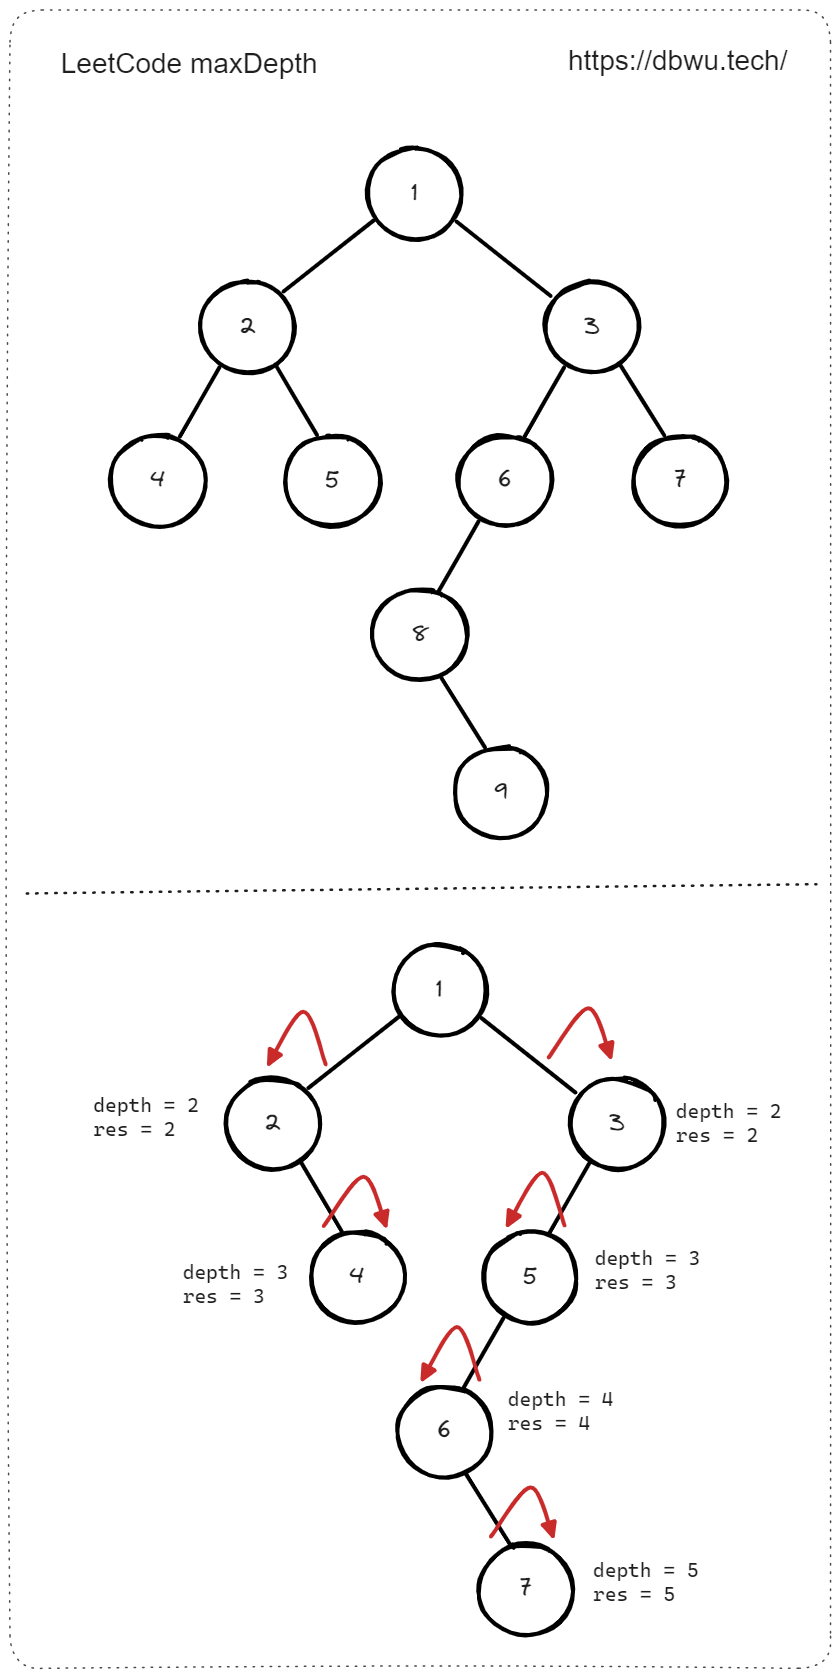 LeetCode maxDepth
https://dbwu.tech/
1
2
3
4
5
6
7
8
9
1
depth = 2
res = 2
2
3
depth = 2
res = 2
depth = 3
res = 3
4
5
depth = 3
res = 3
6
depth = 4
res = 4
7
depth = 5
res = 5